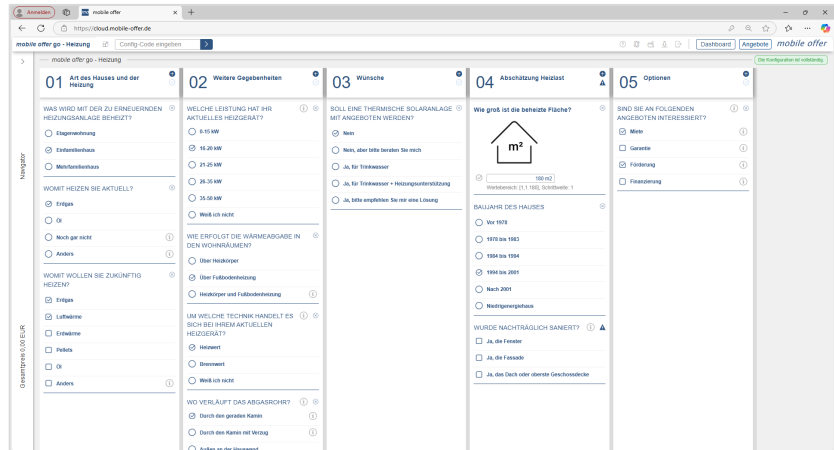 Anmelden
mobile offer
https://cloud.mobile-offer.de
mobile offer go - Heizung
Config-Code eingeben
Dashboard
Angebote
mobile offer
mobile offer go - Heizung
Die Konfiguration ist vollständig.
Navigator
Gesamtpreis 0,00 EUR
01 Art des Hauses und der
Heizung
WAS WIRD MIT DER ZU ERNEUERNDEN
HEIZUNGSANLAGE BEHEIZT?
Etagenwohnung
Einfamilienhaus
Mehrfamilienhaus
WOMIT HEIZEN SIE AKTUELL?
Erdgas
Öl
Noch gar nicht
Anders
WOMIT WOLLEN SIE ZUKÜNFTIG
HEIZEN?
Erdgas
Luftwärme
Erdwärme
Pellets
Öl
Anders
02 Weitere Gegebenheiten
WELCHE LEISTUNG HAT IHR
AKTUELLES HEIZGERÄT?
0-15 kW
16-20 kW
21-25 kW
26-35 kW
35-50 kW
Weiß ich nicht
WIE ERFOLGT DIE WÄRMEABGABE IN
DEN WOHNRÄUMEN?
Über Heizkörper
Über Fußbodenheizung
Heizkörper und Fußbodenheizung
UM WELCHE TECHNIK HANDELT ES
SICH BEI IHREM AKTUELLEN
HEIZGERÄT?
Heizwert
Brennwert
Weiß ich nicht
WO VERLÄUFT DAS ABGASROHR?
Durch den geraden Kamin
Durch den Kamin mit Verzug
Außen an der Hauswand
03 Wünsche
SOLL EINE THERMISCHE SOLARANLAGE
MIT ANGEBOTEN WERDEN?
Nein
Nein, aber bitte beraten Sie mich
Ja, für Trinkwasser
Ja, für Trinkwasser + Heizungsunterstützung
Ja, bitte empfehlen Sie mir eine Lösung
04 Abschätzung Heizlast
Wie groß ist die beheizte Fläche?
m²
180 m2
Wertebereich: [1,1.100], Schrittweite: 1
BAUJAHR DES HAUSES
Vor 1978
1978 bis 1983
1984 bis 1994
1994 bis 2001
Nach 2001
Niedrigenergiehaus
WURDE NACHTRÄGLICH SANIERT?
Ja, die Fenster
Ja, die Fassade
Ja, das Dach oder oberste Geschossdecke
05 Optionen
SIND SIE AN FOLGENDEN
ANGEBOTEN INTERESSIERT?
Miete
Garantie
Förderung
Finanzierung